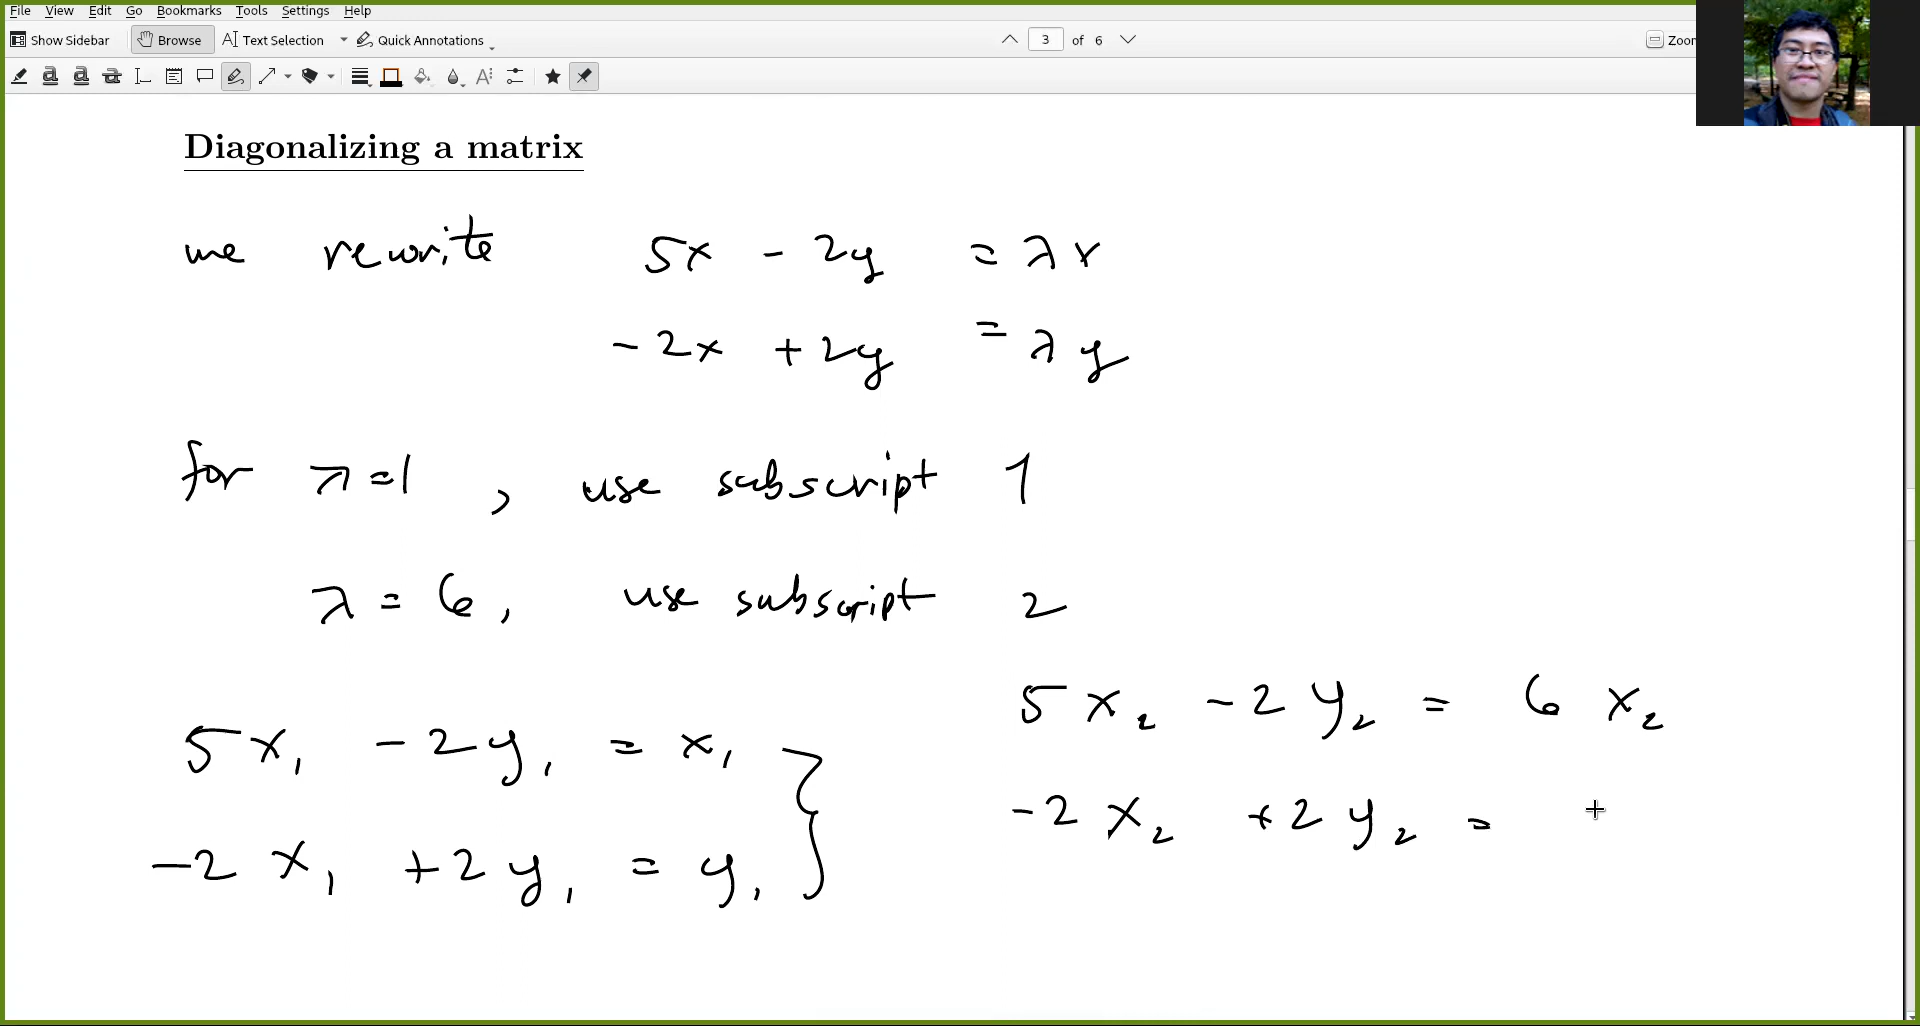 File View Edit Go Bookmarks Tools Settings Help
Show Sidebar Browse Text Selection Quick Annotations 3 of 6
Diagonalizing a matrix
we rewrite 5x - 2y = λx
-2x + 2y = λy
for λ=1, use subscript 1
λ = 6, use subscript 2
5x₁ - 2y₁ = x₁
-2x₁ + 2y₁ = y₁
5x₂ - 2y₂ = 6x₂
-2x₂ + 2y₂ =